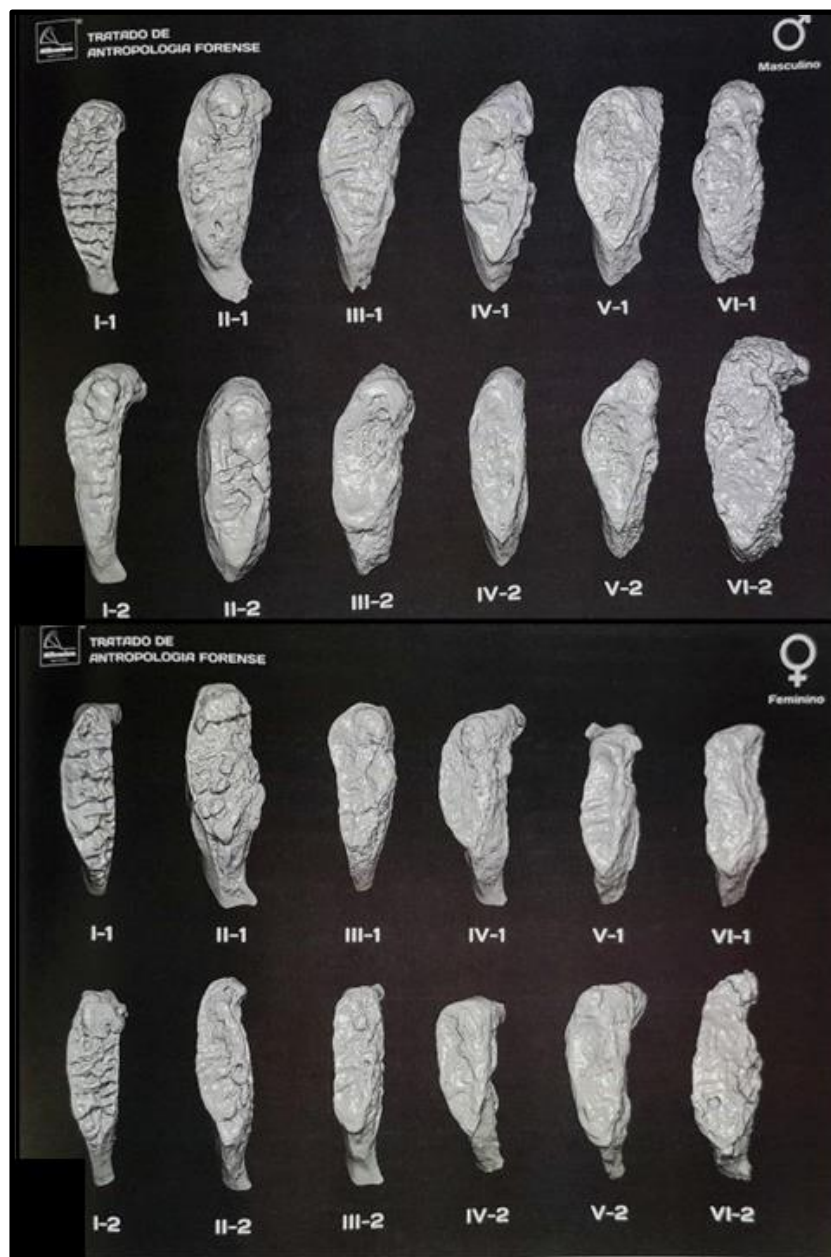 TRATADO DE
ANTROPOLOGIA FORENSE
Masculino
I-1 II-1 III-1 IV-1 V-1 VI-1
I-2 II-2 III-2 IV-2 V-2 VI-2
TRATADO DE
ANTROPOLOGIA FORENSE
Feminino
I-1 II-1 III-1 IV-1 V-1 VI-1
I-2 II-2 III-2 IV-2 V-2 VI-2